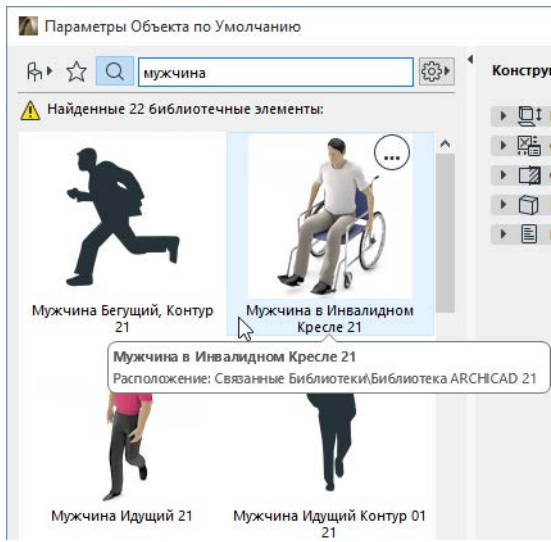 Параметры Объекта по Умолчанию
мужчина
Констру
Найденные 22 библиотечные элементы:
Мужчина Бегущий, Контур
21
Мужчина в Инвалидном
Кресле 21
Мужчина в Инвалидном Кресле 21
Расположение: Связанные Библиотеки\Библиотека ARCHICAD 21
Мужчина Идущий 21
Мужчина Идущий Контур 01
21